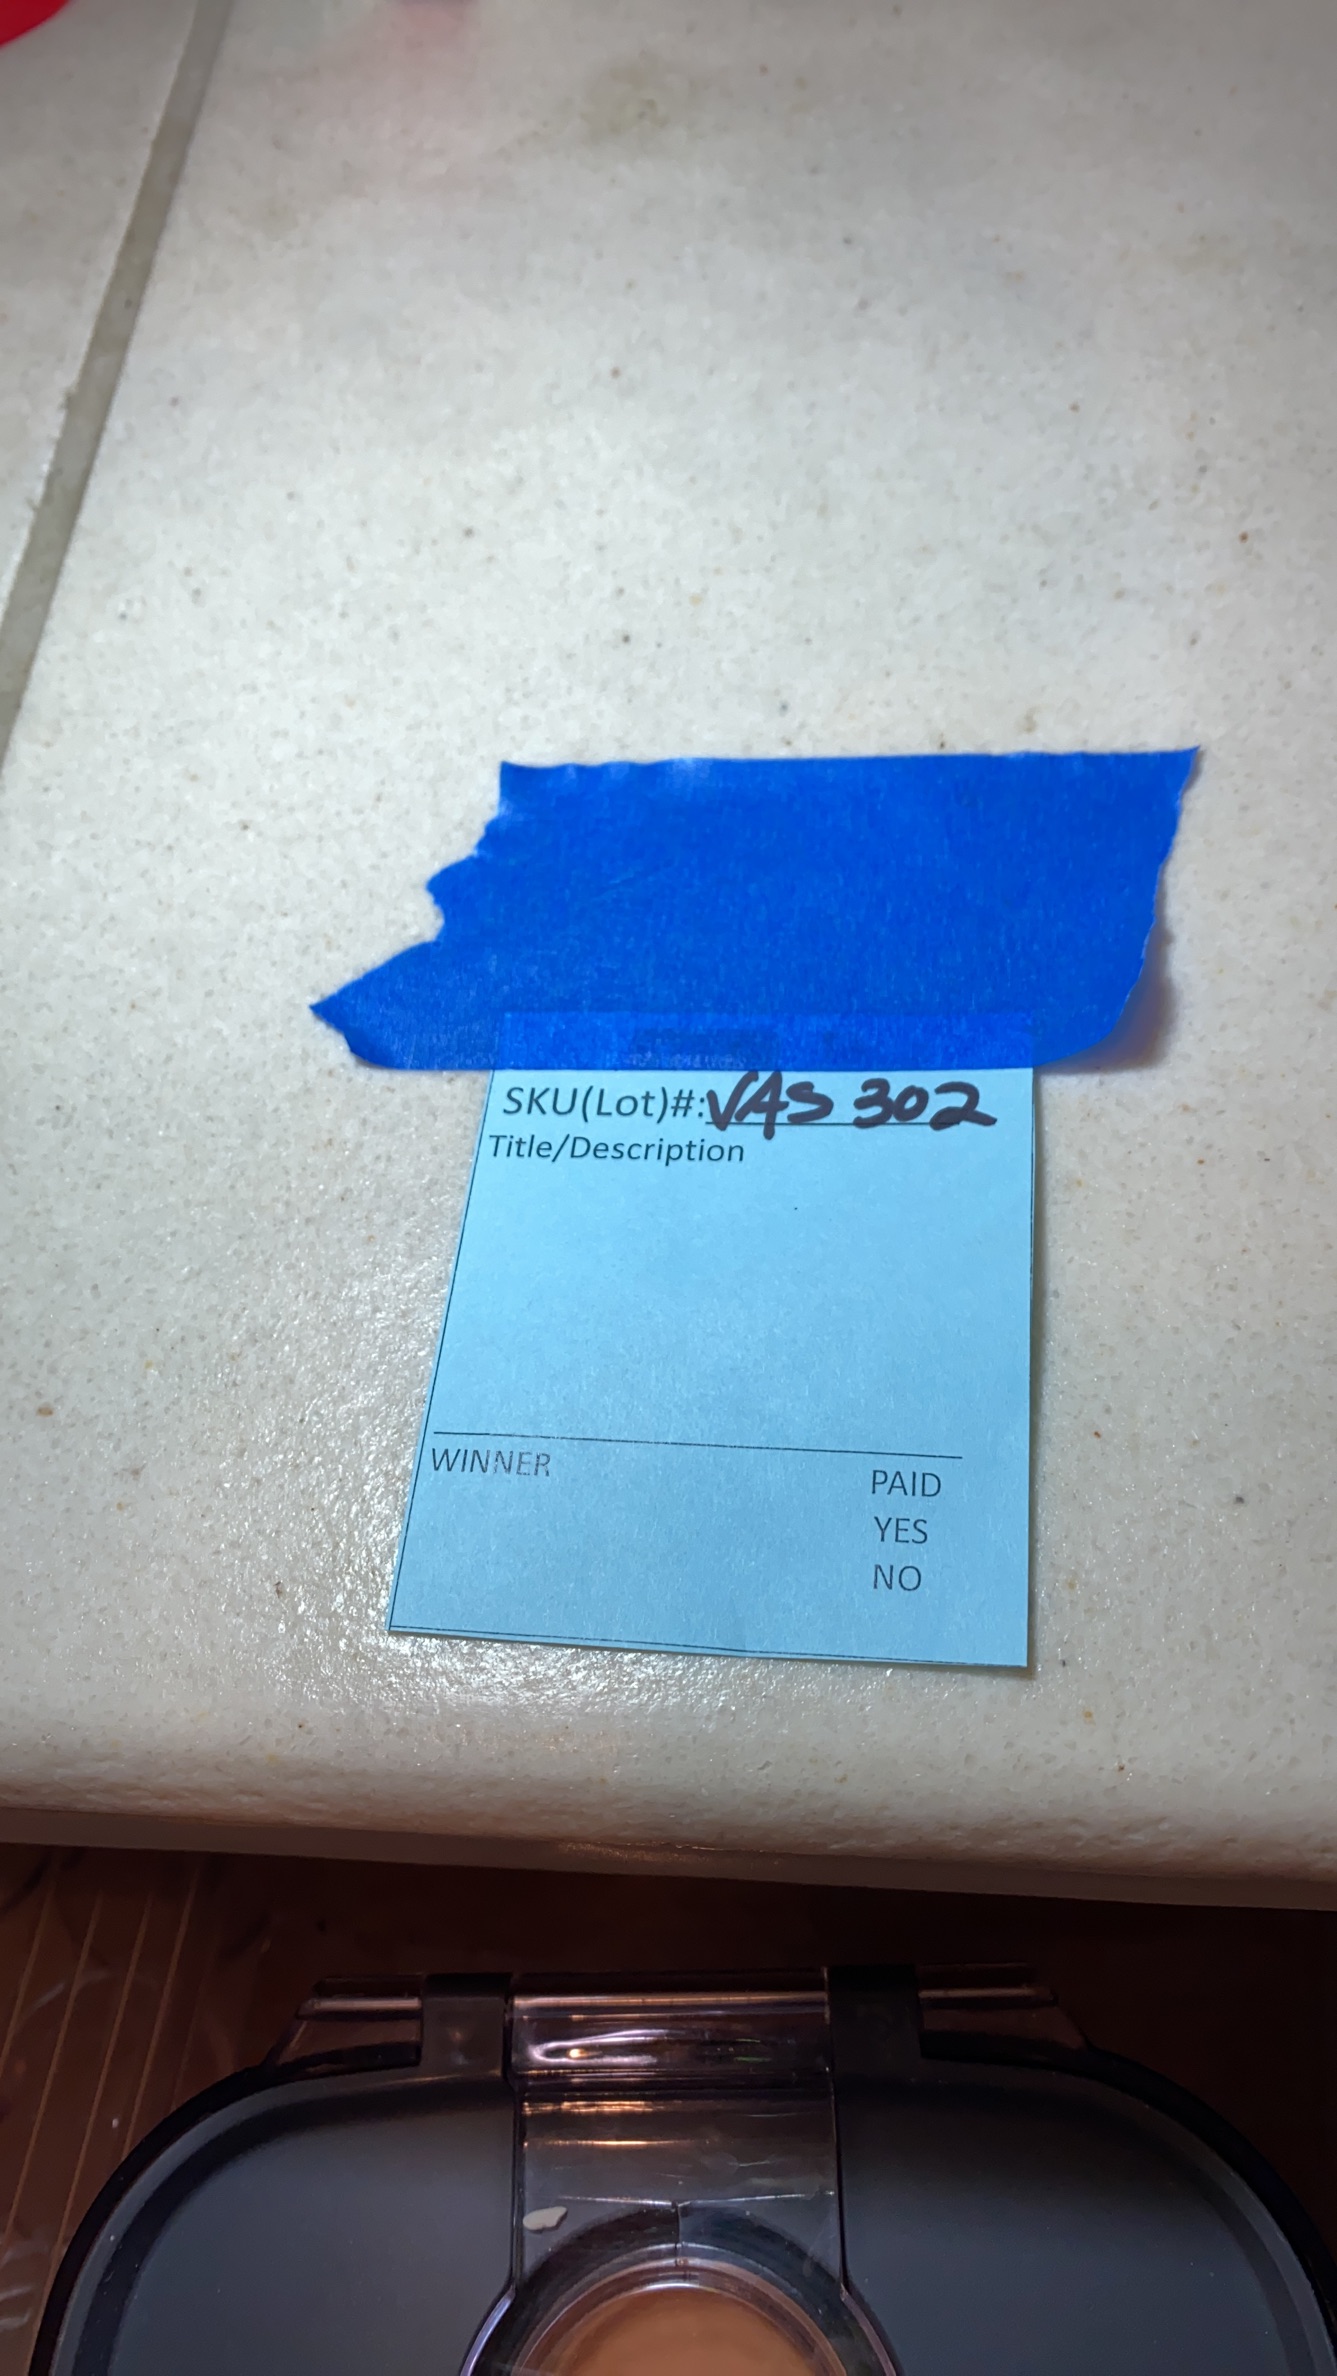 SKU(Lot)#: VAS 302
Title/Description
WINNER
PAID
YES
NO